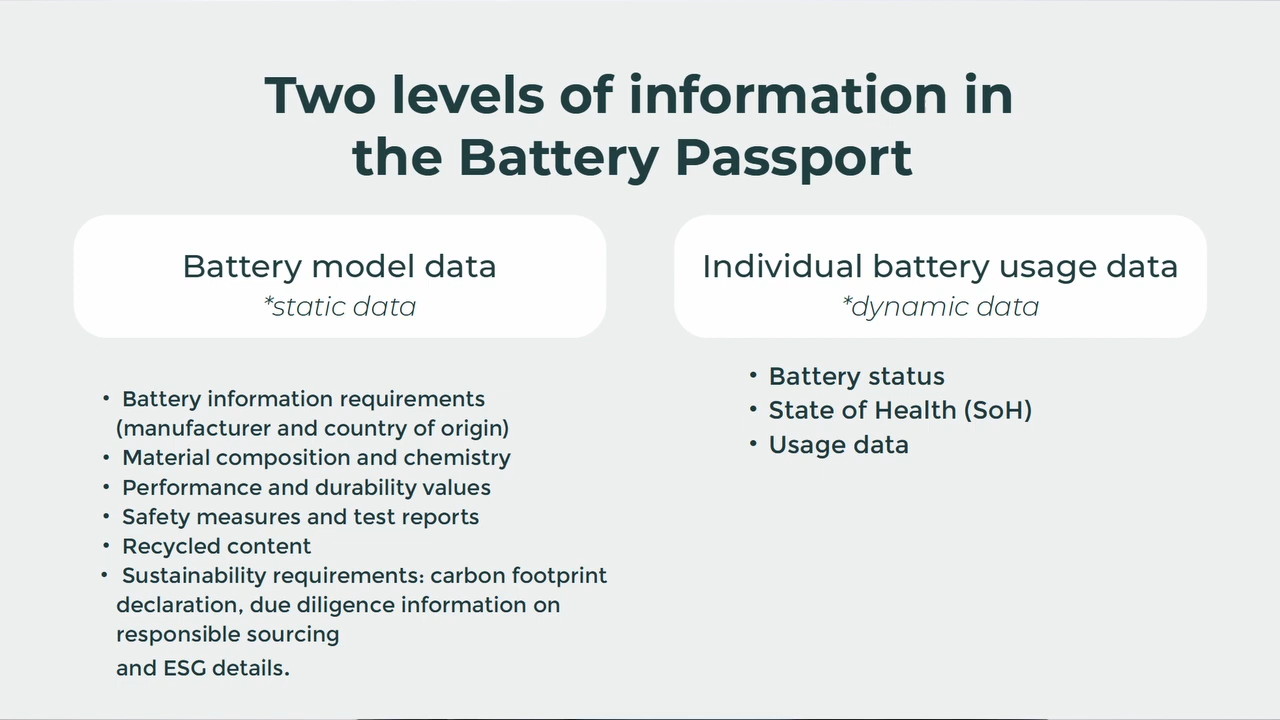 Two levels of information in
the Battery Passport
Battery model data
*static data
• Battery information requirements
(manufacturer and country of origin)
• Material composition and chemistry
• Performance and durability values
• Safety measures and test reports
• Recycled content
• Sustainability requirements: carbon footprint
declaration, due diligence information on
responsible sourcing
and ESG details.
Individual battery usage data
*dynamic data
• Battery status
• State of Health (SoH)
• Usage data